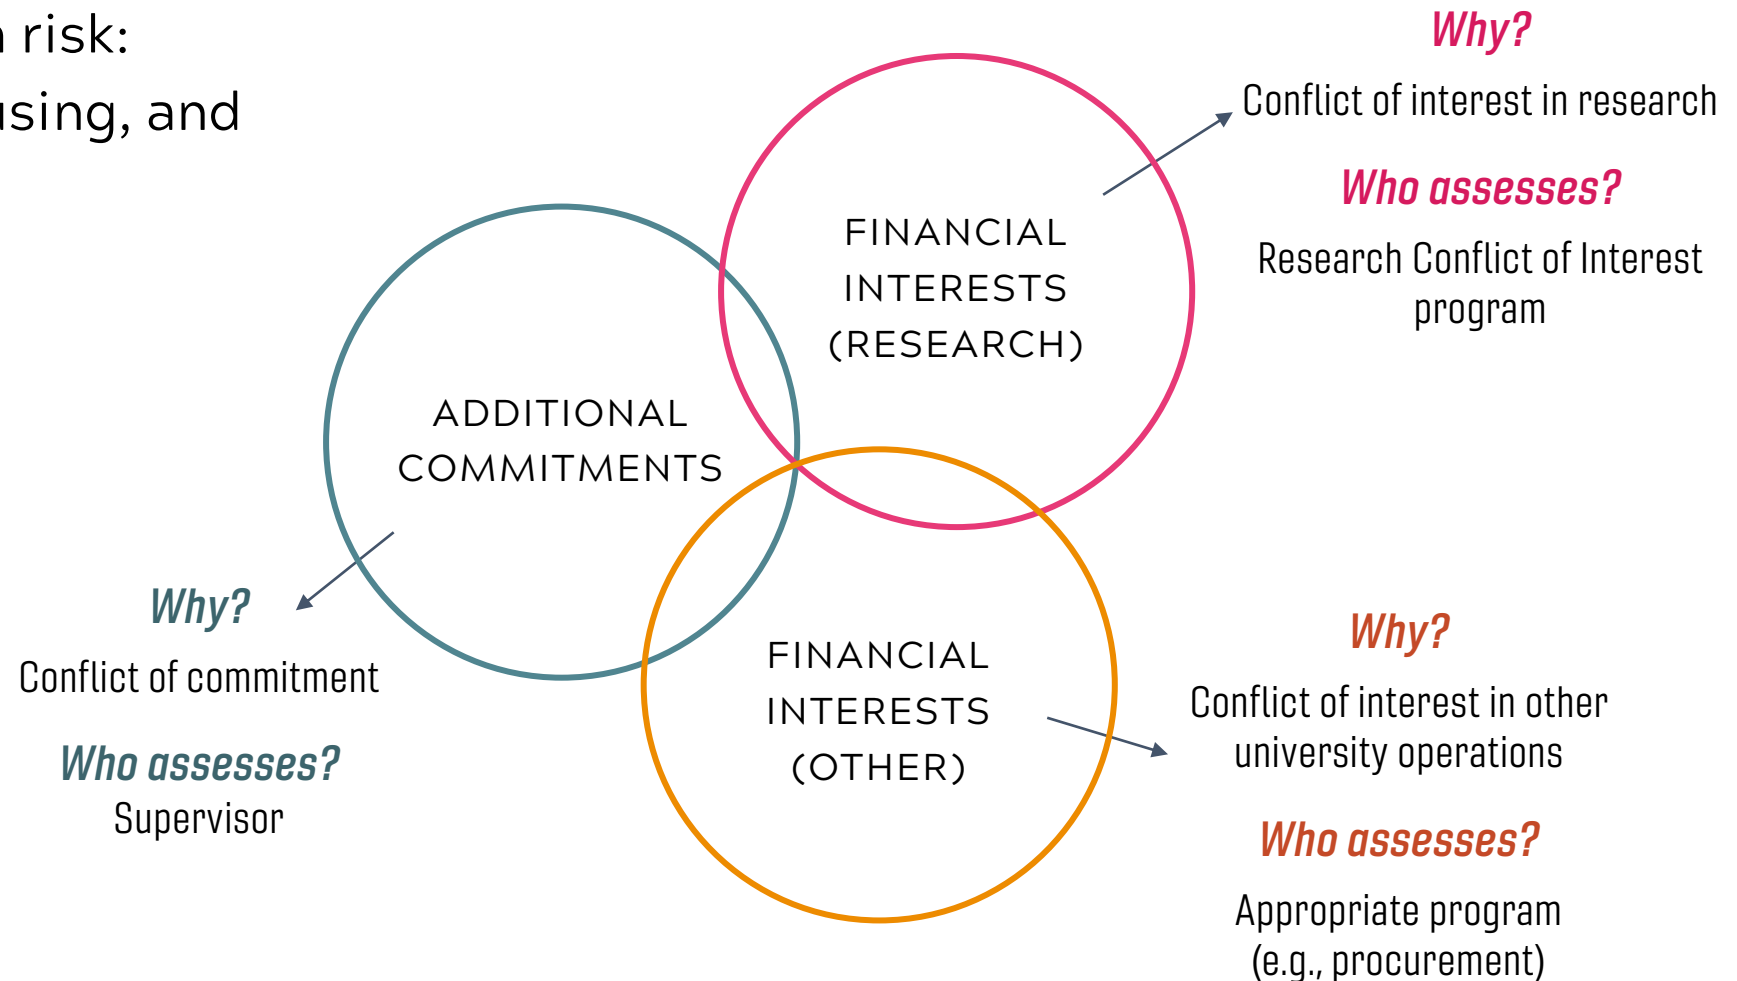 risk:
and
Why?
Conflict of interest in research
Who assesses?
Research Conflict of Interest
program
FINANCIAL
INTERESTS
(RESEARCH)
ADDITIONAL
COMMITMENTS
Why?
Conflict of commitment
Who assesses?
Supervisor
FINANCIAL
INTERESTS
(OTHER)
Why?
Conflict of interest in other
university operations
Who assesses?
Appropriate program
(e.g., procurement)